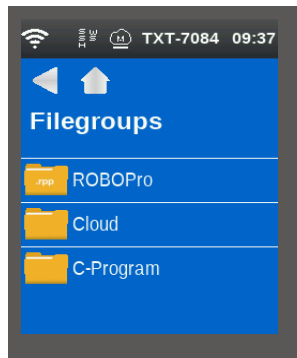 TXT-7084 09:37
Filegroups
.rpp ROBOPro
Cloud
C-Program